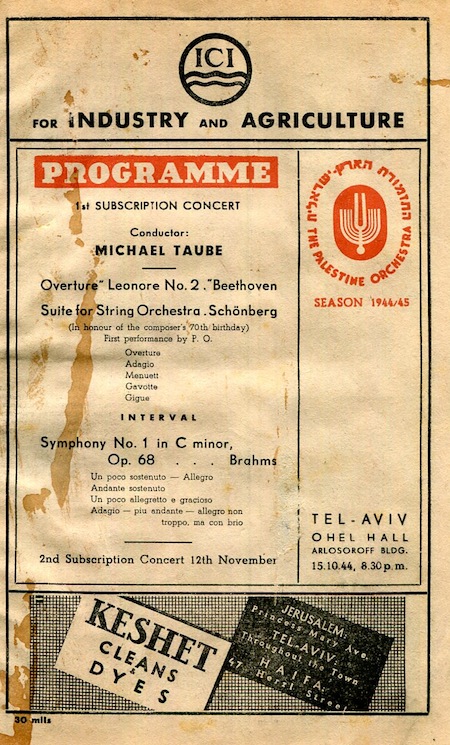 ICI
FOR INDUSTRY AND AGRICULTURE
PROGRAMME
1st SUBSCRIPTION CONCERT
Conductor:
MICHAEL TAUBE
Overture" Leonore No. 2 ."Beethoven
Suite for String Orchestra . Schönberg
(In honour of the composer's 70th birthday)
First performance by P. O.
Overture
Adagio
Menuett
Gavotte
Gigue
INTERVAL
Symphony No. 1 in C minor,
Op. 68 . . . Brahms
Un poco sostenuto — Allegro
Andante sostenuto
Un poco allegretto e gracioso
Adagio — piu andante — allegro non
troppo, ma con brio
2nd Subscription Concert 12th November
התזמורת הארץ-ישראלית
THE PALESTINE ORCHESTRA
SEASON 1944/45
TEL-AVIV
OHEL HALL
ARLOSOROFF BLDG.
15.10.44, 8.30 p.m.
KESHET
CLEANS
&
DYES
JERUSALEM:
Princess Mary Ave.
TEL-AVIV:
Throughout the Town
HAIFA:
47, Herzl Street
30 mils